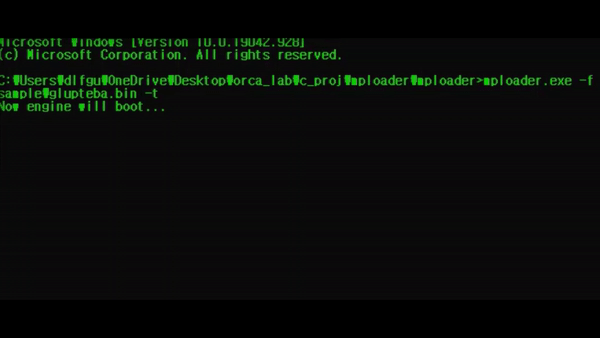 Microsoft Windows [Version 10.0.19042.928]
(c) Microsoft Corporation. All rights reserved.
C:₩Users₩dlfgu₩OneDrive₩Desktop₩orca_lab₩c_proj₩mploader₩mploader>mploader.exe -f
sample₩glupteba.bin -t
Now engine will boot...